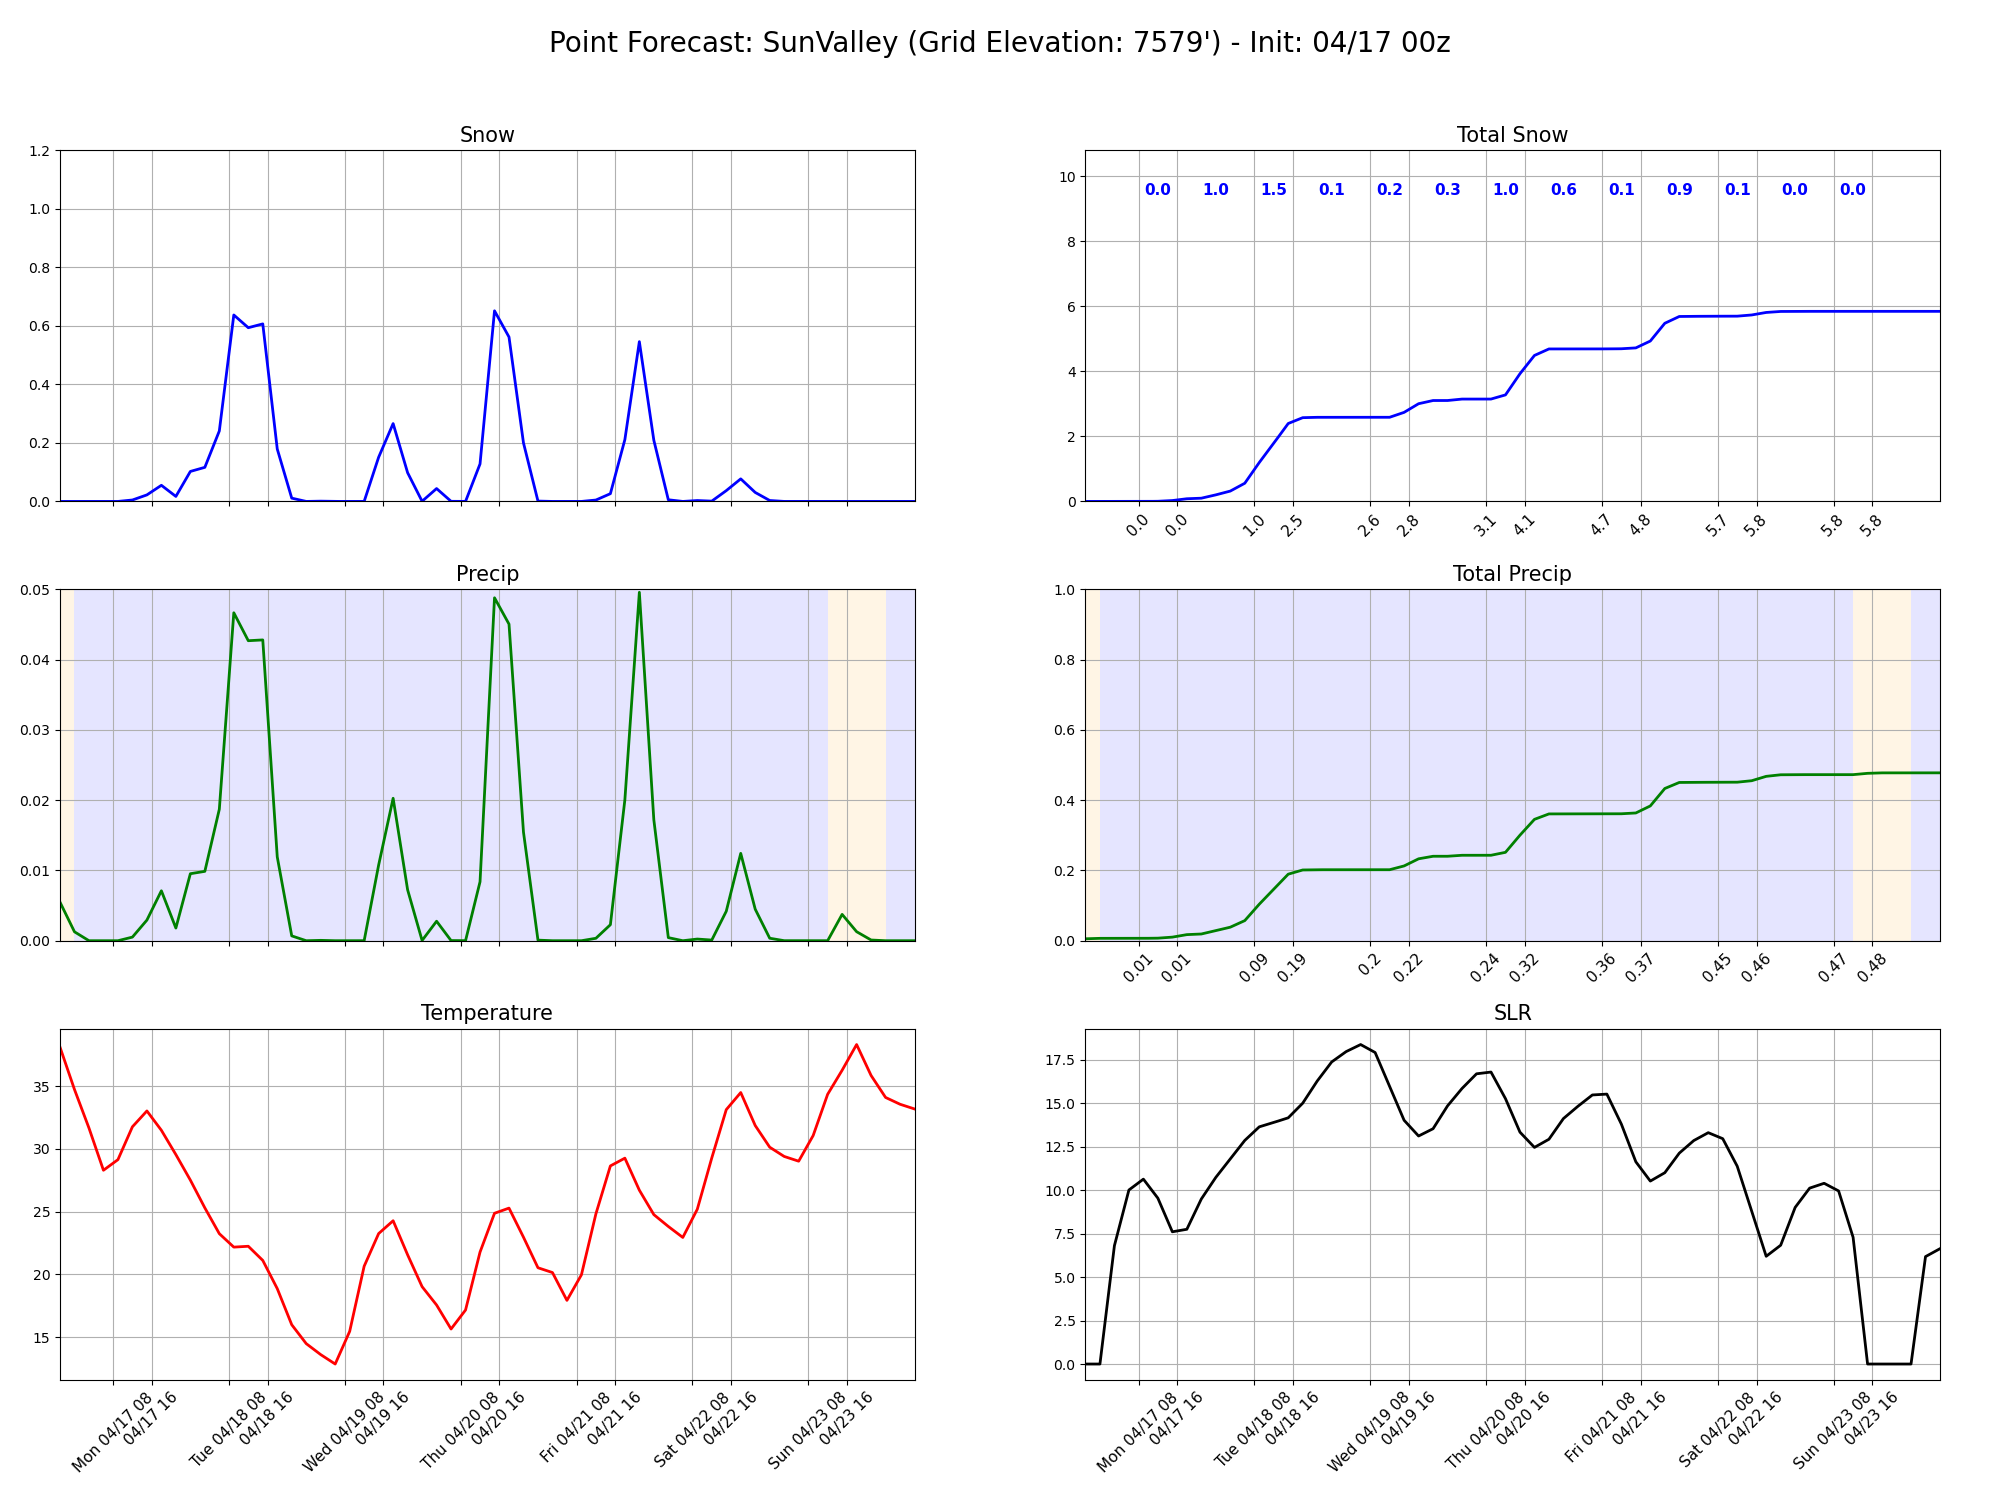 Point Forecast: SunValley (Grid Elevation: 7579') - Init: 04/17 00z
Snow
1.2
1.0
0.8
0.6
0.4
0.2
0.0
Total Snow
10
8
6
4
2
0
0.0 1.0 1.5 0.1 0.2 0.3 1.0 0.6 0.1 0.9 0.1 0.0 0.0
0.0 0.0 1.0 2.5 2.6 2.8 3.1 4.1 4.7 4.8 5.7 5.8 5.8 5.8
Precip
0.05
0.04
0.03
0.02
0.01
0.00
Total Precip
1.0
0.8
0.6
0.4
0.2
0.0
0.01 0.01 0.09 0.19 0.2 0.22 0.24 0.32 0.36 0.37 0.45 0.46 0.47 0.48
Temperature
35
30
25
20
15
Mon 04/17 08
04/17 16
Tue 04/18 08
04/18 16
Wed 04/19 08
04/19 16
Thu 04/20 08
04/20 16
Fri 04/21 08
04/21 16
Sat 04/22 08
04/22 16
Sun 04/23 08
04/23 16
SLR
17.5
15.0
12.5
10.0
7.5
5.0
2.5
0.0
Mon 04/17 08
04/17 16
Tue 04/18 08
04/18 16
Wed 04/19 08
04/19 16
Thu 04/20 08
04/20 16
Fri 04/21 08
04/21 16
Sat 04/22 08
04/22 16
Sun 04/23 08
04/23 16